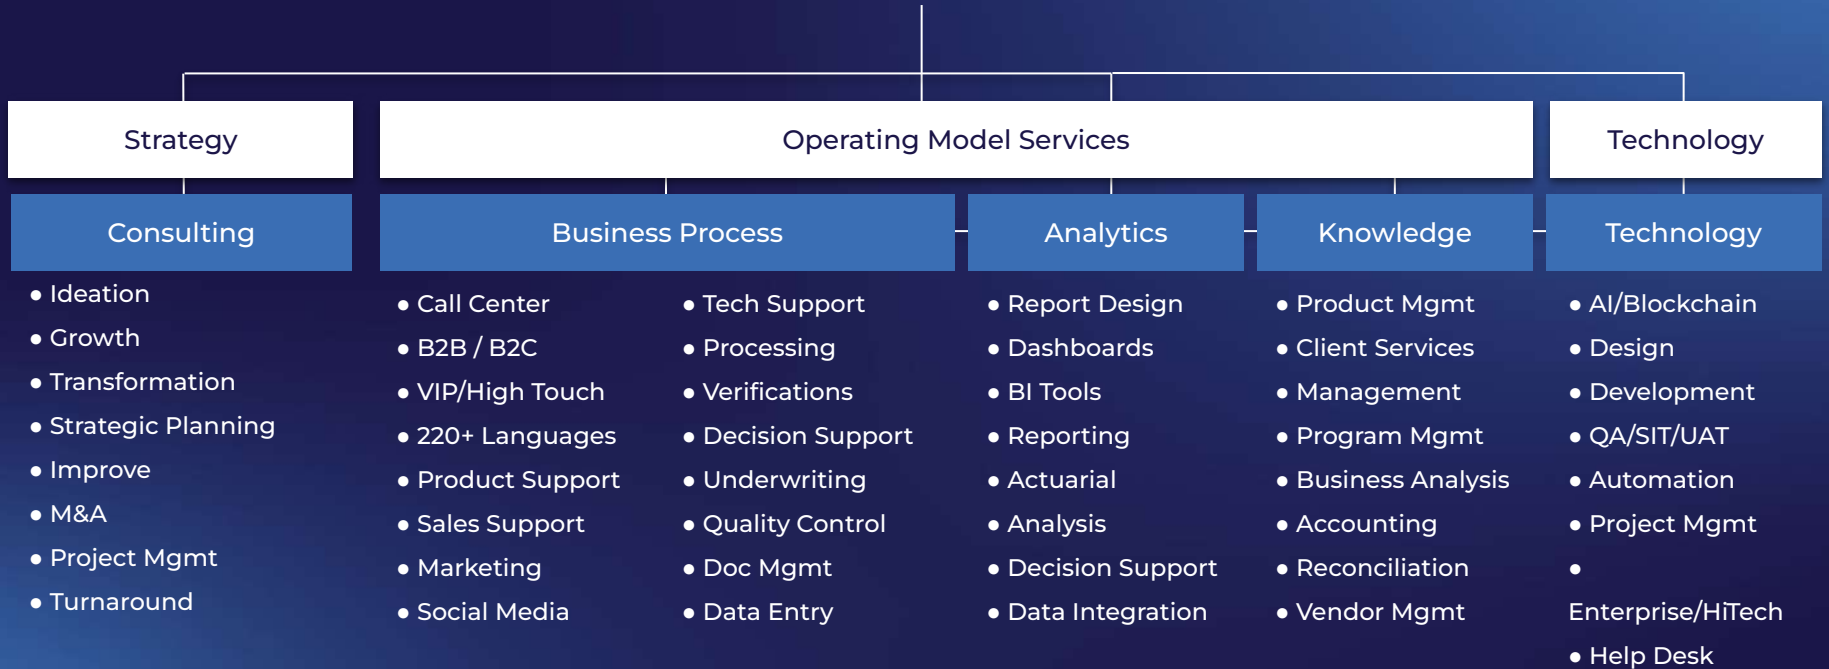 Strategy
Operating Model Services
Technology
Consulting
Business Process
Analytics
Knowledge
Technology
● Ideation
● Growth
● Transformation
● Strategic Planning
● Improve
● M&A
● Project Mgmt
● Turnaround
● Call Center
● B2B / B2C
● VIP/High Touch
● 220+ Languages
● Product Support
● Sales Support
● Marketing
● Social Media
● Tech Support
● Processing
● Verifications
● Decision Support
● Underwriting
● Quality Control
● Doc Mgmt
● Data Entry
● Report Design
● Dashboards
● BI Tools
● Reporting
● Actuarial
● Analysis
● Decision Support
● Data Integration
● Product Mgmt
● Client Services
● Management
● Program Mgmt
● Business Analysis
● Accounting
● Reconciliation
● Vendor Mgmt
● AI/Blockchain
● Design
● Development
● QA/SIT/UAT
● Automation
● Project Mgmt
●
Enterprise/HiTech
● Help Desk